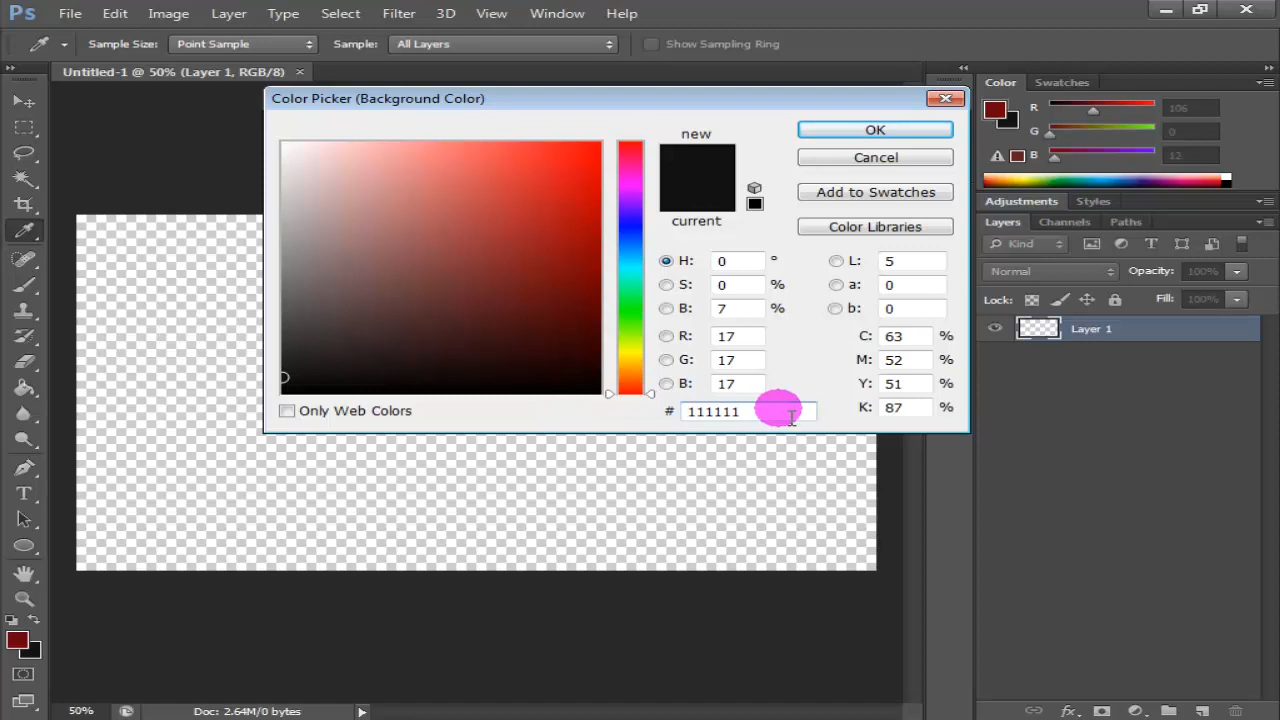 Ps File Edit Image Layer Type Select Filter 3D View Window Help
Sample Size: Point Sample Sample: All Layers Show Sampling Ring
Untitled-1 @ 50% (Layer 1, RGB/8) ×
Color Picker (Background Color)
new
current
OK
Cancel
Add to Swatches
Color Libraries
H: 0 °
S: 0 %
B: 7 %
R: 17
G: 17
B: 17
# 111111
L: 5
a: 0
b: 0
C: 63 %
M: 52 %
Y: 51 %
K: 87 %
Only Web Colors
Color Swatches
R 106
G 0
B 12
Adjustments Styles
Layers Channels Paths
Kind
Normal Opacity: 100%
Lock: Fill: 100%
Layer 1
50% Doc: 2.64M/0 bytes